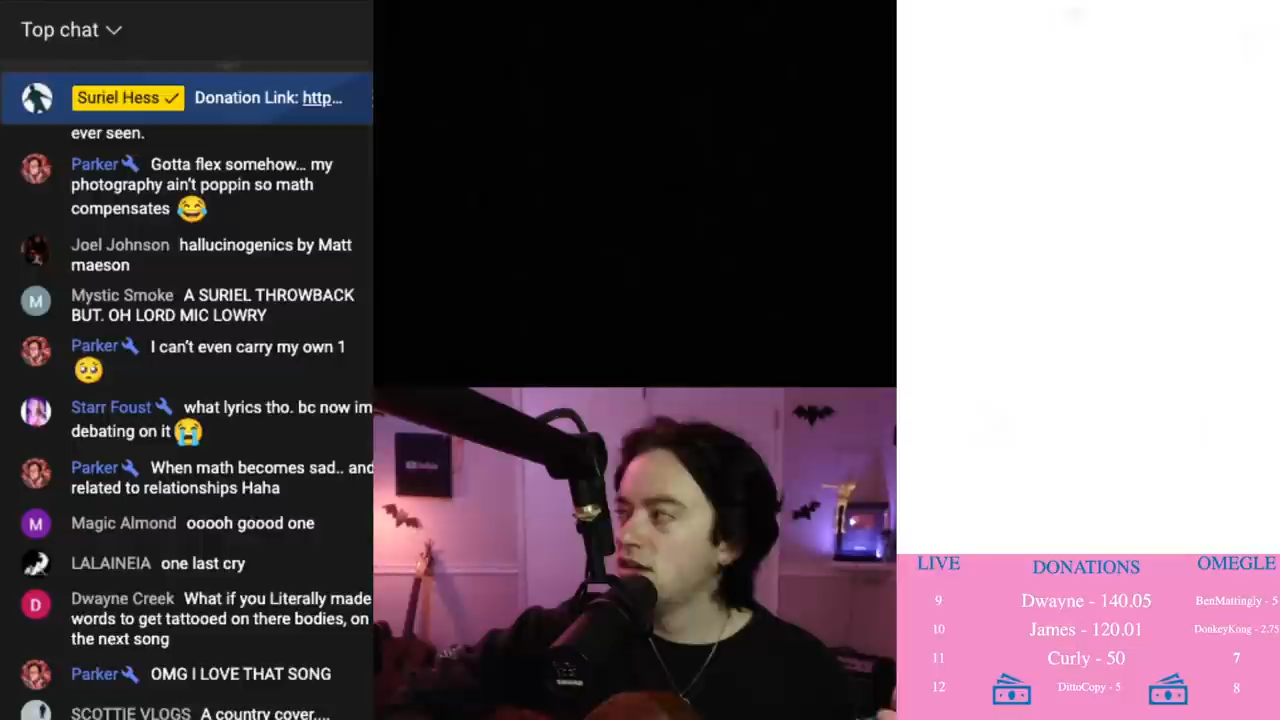 Top chat
Suriel Hess Donation Link: http...
ever seen.
Parker Gotta flex somehow... my
photography ain't poppin so math
compensates 😂
Joel Johnson hallucinogenics by Matt
maeson
Mystic Smoke A SURIEL THROWBACK
BUT. OH LORD MIC LOWRY
Parker I can't even carry my own 1
🥺
Starr Foust what lyrics tho. bc now im
debating on it 😭
Parker When math becomes sad.. and
related to relationships Haha
M
Magic Almond ooooh goood one
LALAINEIA one last cry
D
Dwayne Creek What if you Literally made
words to get tattooed on there bodies, on
the next song
Parker OMG I LOVE THAT SONG
SCOTTIE VLOGS A country cover....
M
LIVE
9
10
11
12
DONATIONS
Dwayne - 140.05
James - 120.01
Curly - 50
DittoCopy - 5
OMEGLE
BenMattingly - 5
DonkeyKong - 2.75
7
8